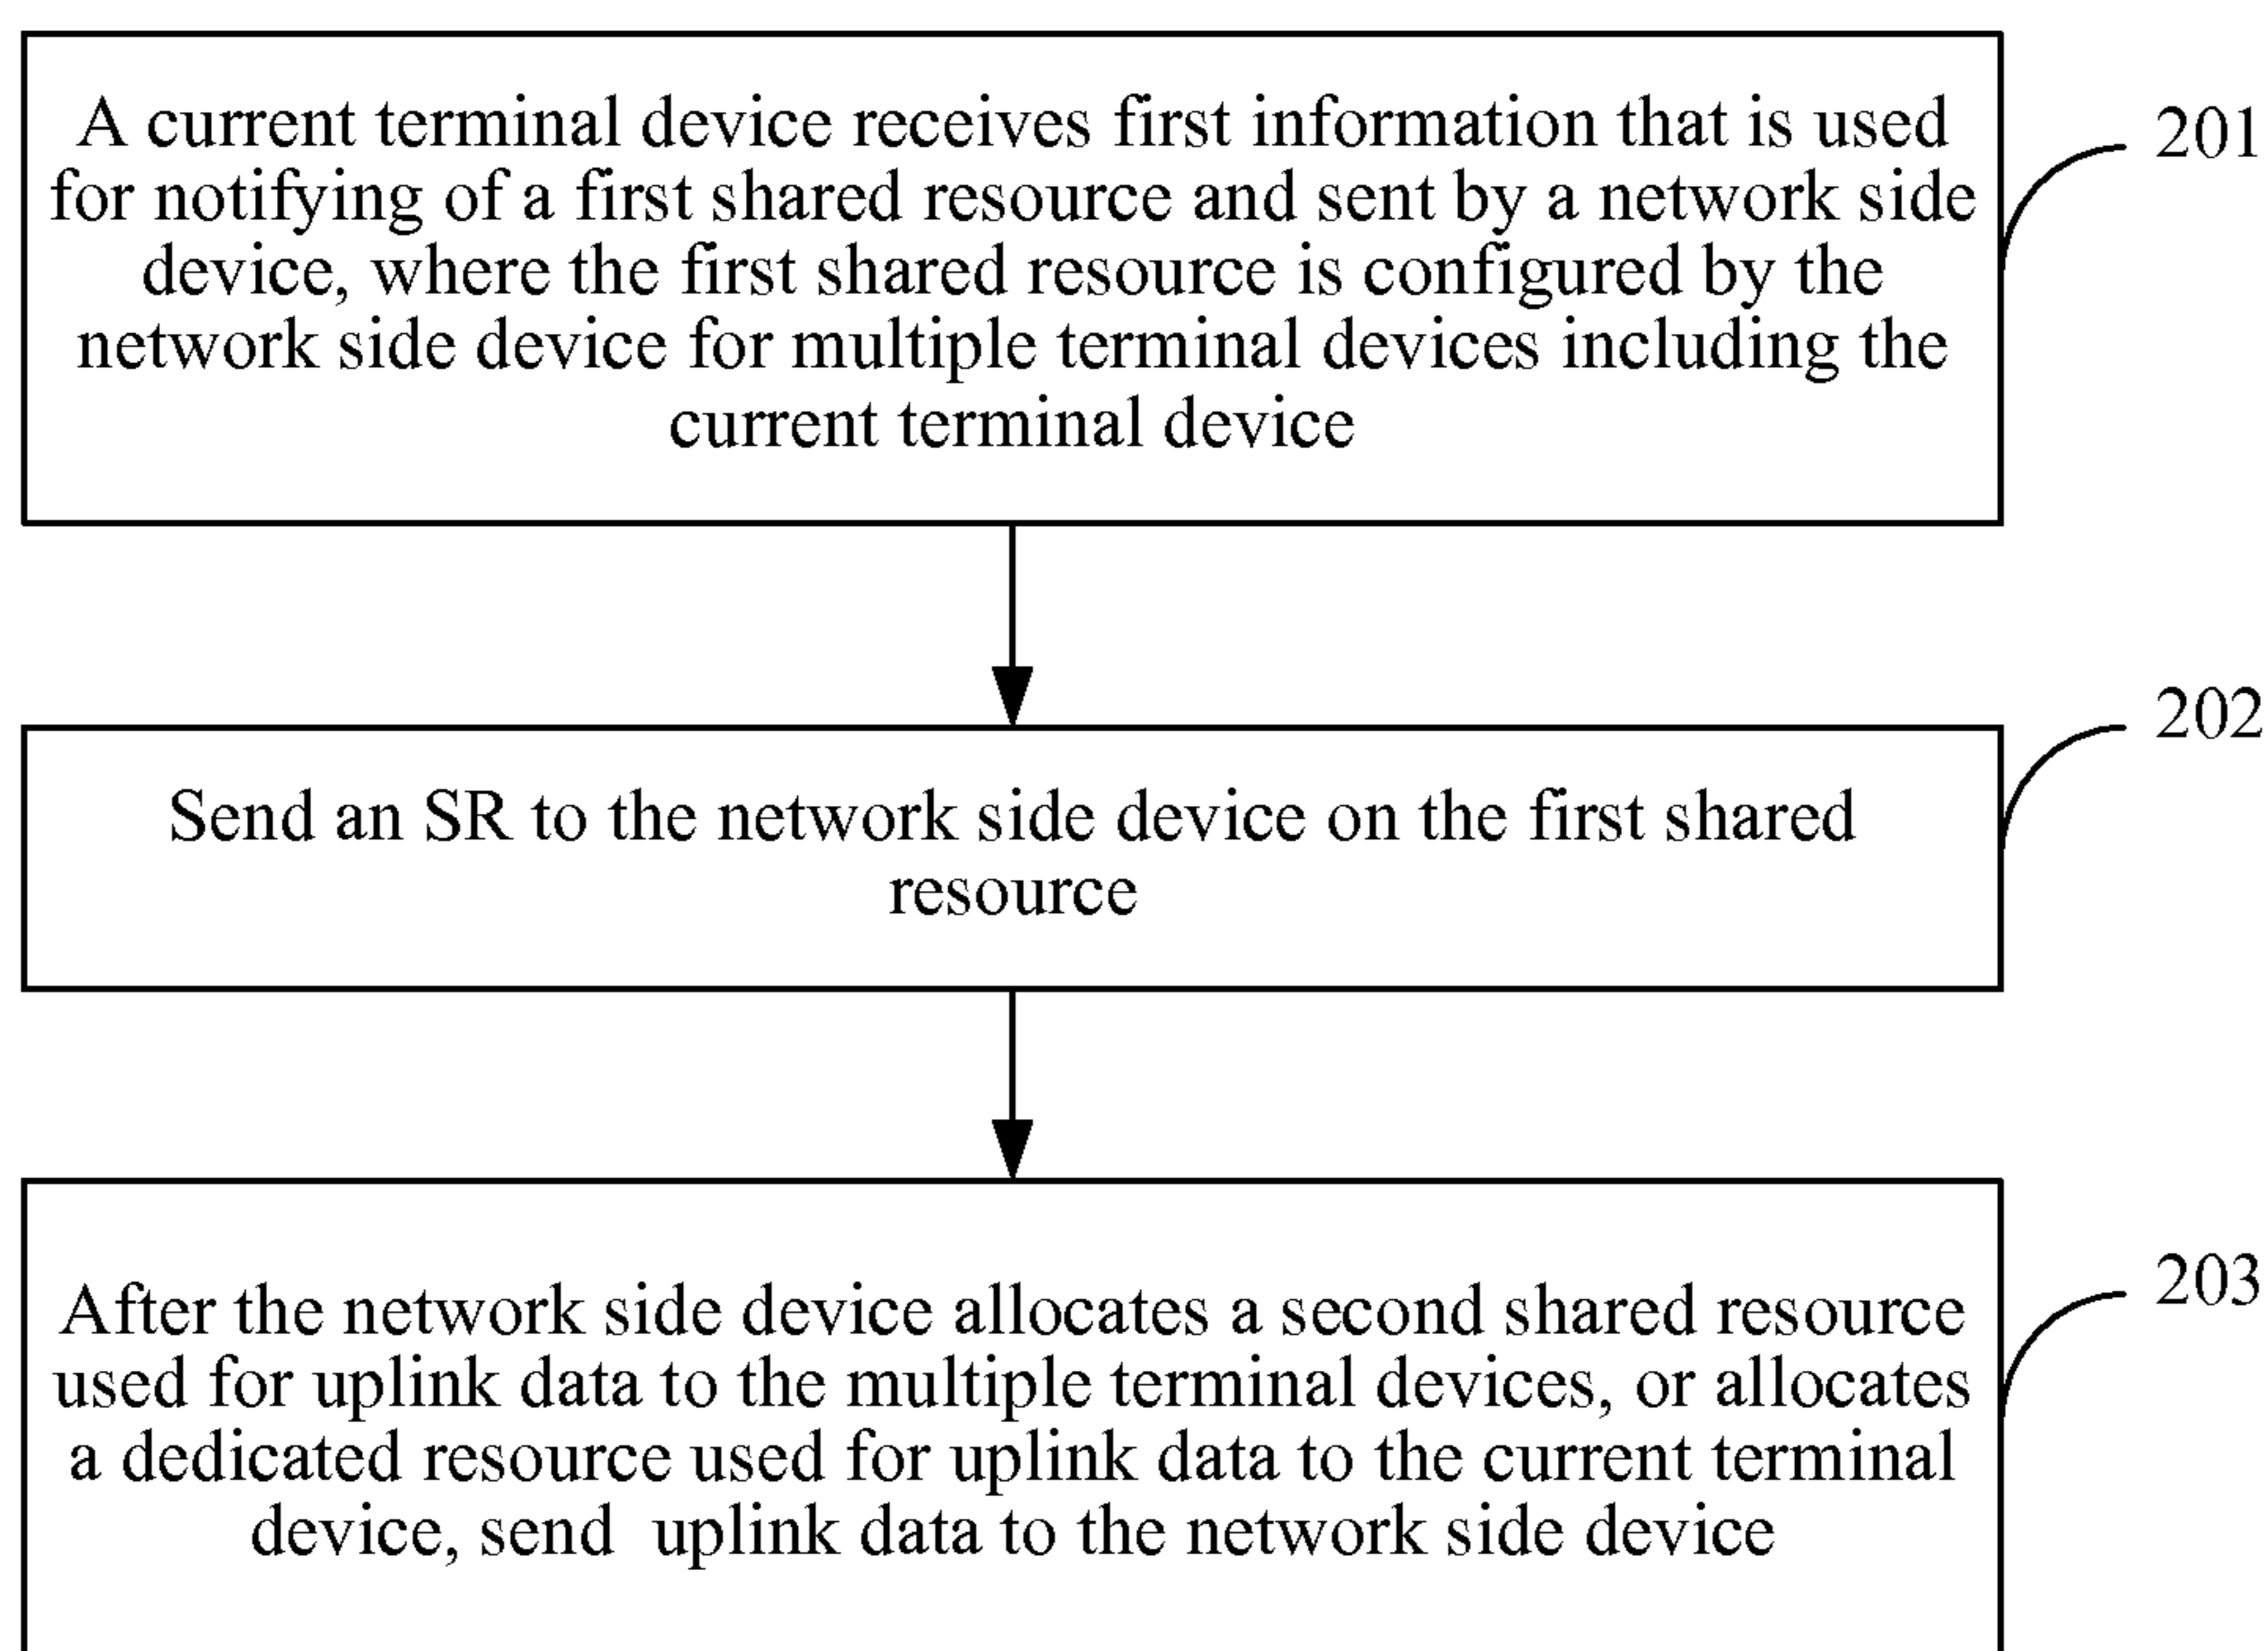 A current terminal device receives first information that is used
for notifying of a first shared resource and sent by a network side
device, where the first shared resource is configured by the
network side device for multiple terminal devices including the
current terminal device
201
Send an SR to the network side device on the first shared
resource
202
After the network side device allocates a second shared resource
used for uplink data to the multiple terminal devices, or allocates
a dedicated resource used for uplink data to the current terminal
device, send uplink data to the network side device
203